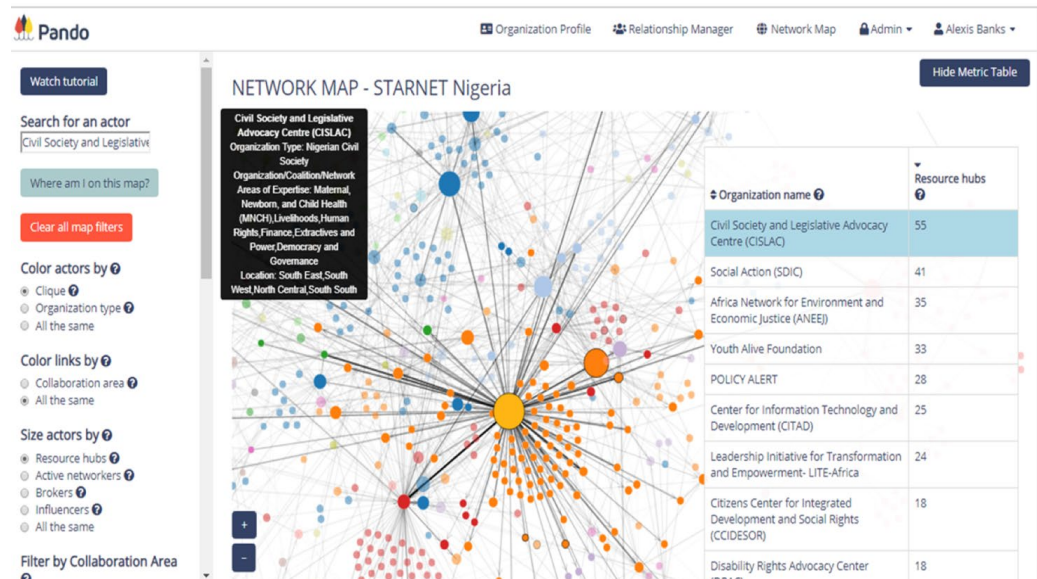 Pando
Organization Profile
Relationship Manager
Network Map
Admin
Alexis Banks
Watch tutorial
Search for an actor
Civil Society and Legislative
Where am I on this map?
Clear all map filters
Color actors by ?
Clique ?
Organization type ?
All the same
Color links by ?
Collaboration area ?
All the same
Size actors by ?
Resource hubs ?
Active networkers ?
Brokers ?
Influencers ?
All the same
Filter by Collaboration Area
NETWORK MAP - STARNET Nigeria
Hide Metric Table
Civil Society and Legislative
Advocacy Centre (CISLAC)
Organization Type: Nigerian Civil
Society
Organization/Coalition/Network
Areas of Expertise: Maternal,
Newborn, and Child Health
(MNCH),Livelihoods,Human
Rights,Finance,Extractives and
Power,Democracy and
Governance
Location: South East,South
West,North Central,South South
+
-
Organization name ?
Resource hubs
?
Civil Society and Legislative Advocacy
Centre (CISLAC)
55
Social Action (SDIC)
41
Africa Network for Environment and
Economic Justice (ANEEJ)
35
Youth Alive Foundation
33
POLICY ALERT
28
Center for Information Technology and
Development (CITAD)
25
Leadership Initiative for Transformation
and Empowerment- LITE-Africa
24
Citizens Center for Integrated
Development and Social Rights
(CCIDESOR)
18
Disability Rights Advocacy Center
18